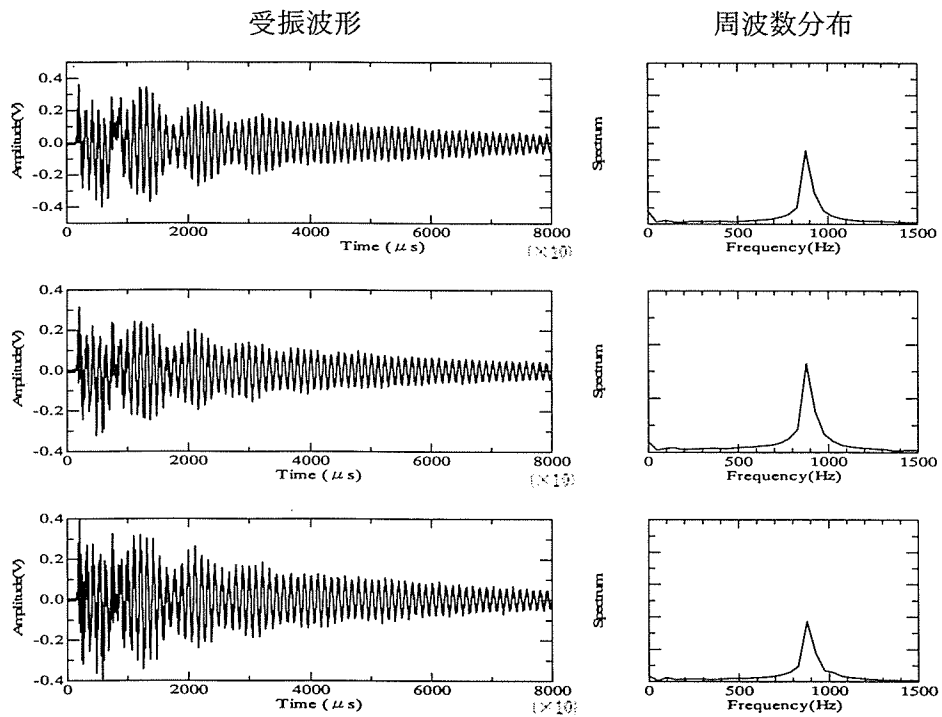 受振波形
周波数分布
0.4
0.2
0.0
-0.2
-0.4
Amplitude(V)
0 2000 4000 6000 8000
Time (μs)
(×10)
Spectrum
0 500 1000 1500
Frequency(Hz)
0.4
0.2
0.0
-0.2
-0.4
Amplitude(V)
0 2000 4000 6000 8000
Time (μs)
(×10)
Spectrum
0 500 1000 1500
Frequency(Hz)
0.4
0.2
0.0
-0.2
-0.4
Amplitude(V)
0 2000 4000 6000 8000
Time (μs)
(×10)
Spectrum
0 500 1000 1500
Frequency(Hz)